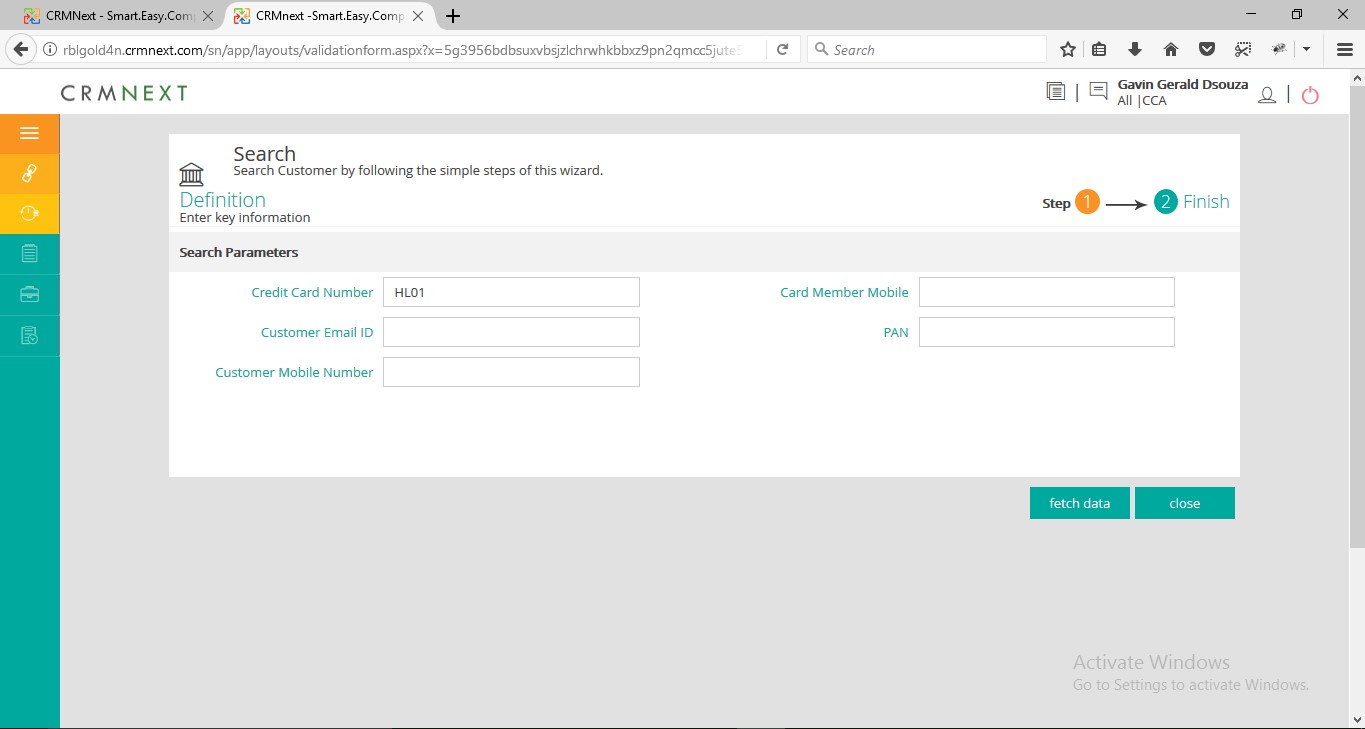 CRMNext - Smart.Easy.Comp
CRMnext -Smart.Easy.Comp
rblgold4n.crmnext.com/sn/app/layouts/validationform.aspx?x=5g3956bdbsuxvbsjzlchrwhkbbxz9pn2qmcc5jute5
Search
CRMNEXT
Gavin Gerald Dsouza
All |CCA
Search
Search Customer by following the simple steps of this wizard.
Definition
Enter key information
Step 1 2 Finish
Search Parameters
Credit Card Number HL01 Card Member Mobile
Customer Email ID PAN
Customer Mobile Number
fetch data close
Activate Windows
Go to Settings to activate Windows.